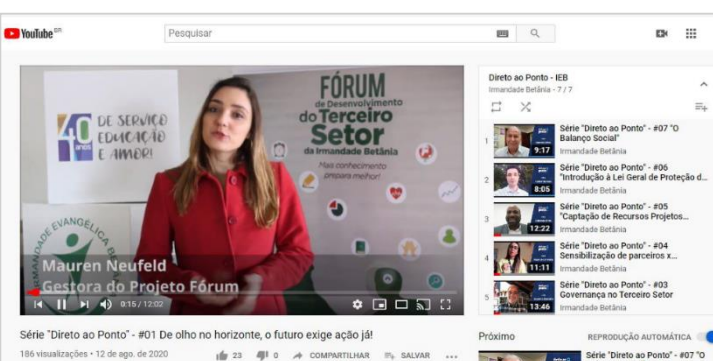 YouTube BR
Pesquisar
40 anos
DE SERVIÇO
EDUCAÇÃO
E AMOR!
FÓRUM
de Desenvolvimento
do Terceiro
Setor
da Irmandade Betânia
Mais conhecimento
prepara melhor!
IRMANDADE EVANGÉLICA B
Mauren Neufeld
Gestora do Projeto Fórum
0:15 / 12:02
Série "Direto ao Ponto" - #01 De olho no horizonte, o futuro exige ação já!
186 visualizações • 12 de ago. de 2020
23
0
COMPARTILHAR
SALVAR
Direto ao Ponto - IEB
Irmandade Betânia - 7 / 7
1
9:17
Série "Direto ao Ponto" - #07 "O
Balanço Social"
Irmandade Betânia
2
8:05
Série "Direto ao Ponto" - #06
"Introdução à Lei Geral de Proteção d...
Irmandade Betânia
3
12:22
Série "Direto ao Ponto" - #05
"Captação de Recursos Projetos...
Irmandade Betânia
4
11:11
Série "Direto ao Ponto" - #04
Sensibilização de parceiros x...
Irmandade Betânia
5
13:46
Série "Direto ao Ponto" - #03
Governança no Terceiro Setor
Irmandade Betânia
Próximo
REPRODUÇÃO AUTOMÁTICA
Série "Direto ao Ponto" - #07 "O